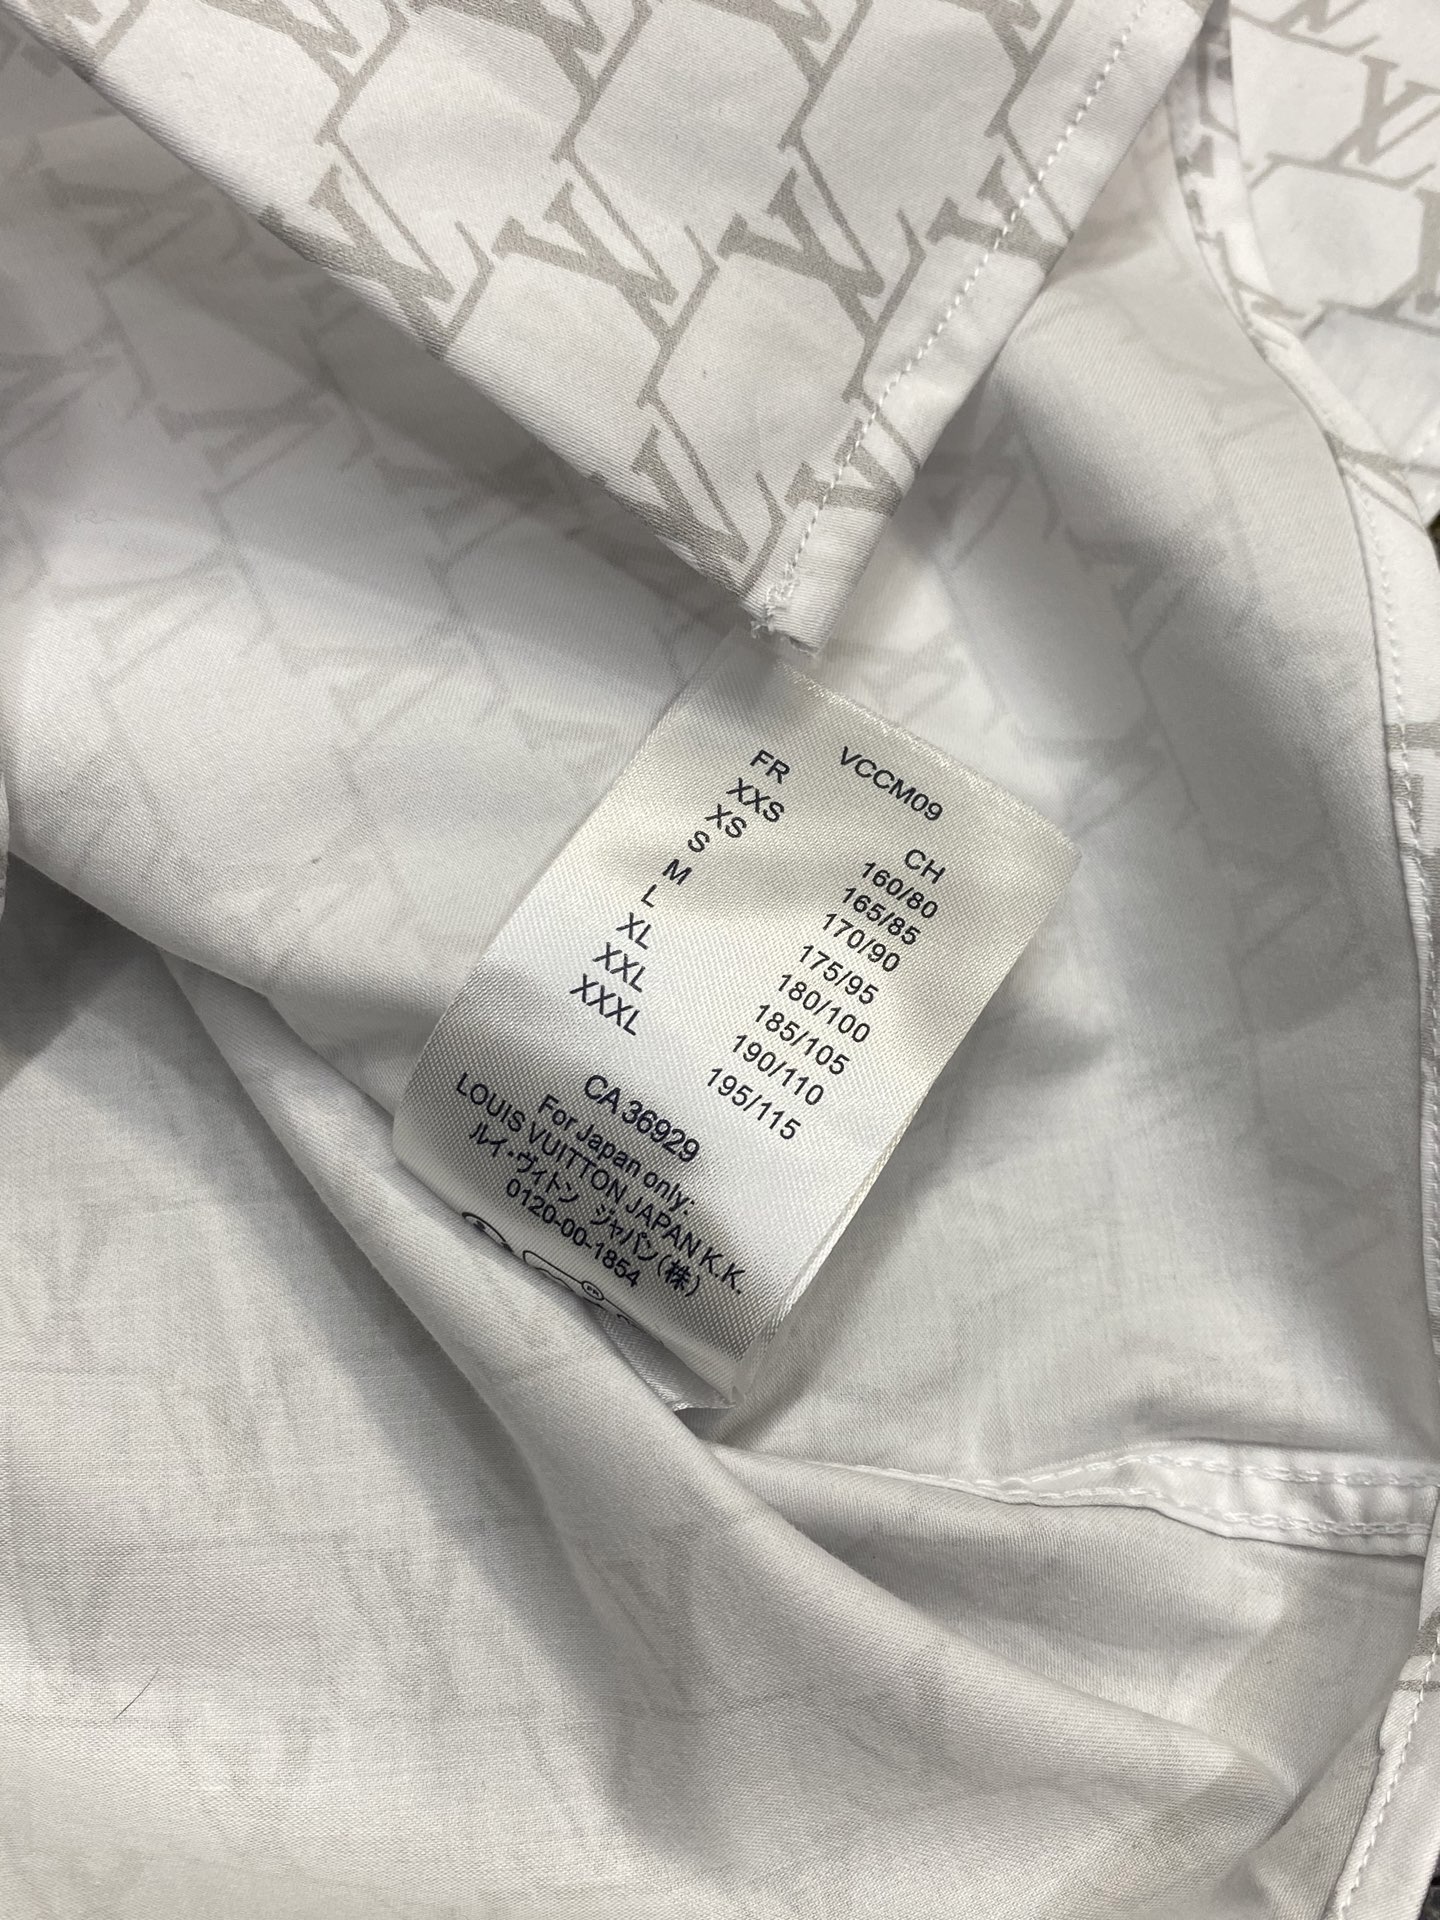 VCCM09
FR CH
XXS 160/80
XS 165/85
S 170/90
M 175/95
L 180/100
XL 185/105
XXL 190/110
XXXL 195/115
CA 36929
For Japan only:
LOUIS VUITTON JAPAN K.K.
ルイ・ヴィトン ジャパン(株)
0120-00-1854